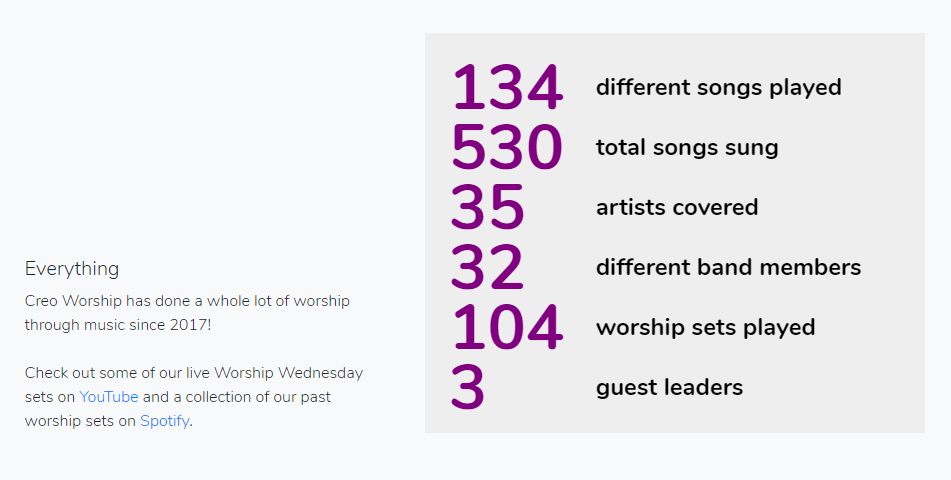 Everything
Creo Worship has done a whole lot of worship
through music since 2017!
Check out some of our live Worship Wednesday
sets on YouTube and a collection of our past
worship sets on Spotify.
134 different songs played
530 total songs sung
35 artists covered
32 different band members
104 worship sets played
3 guest leaders